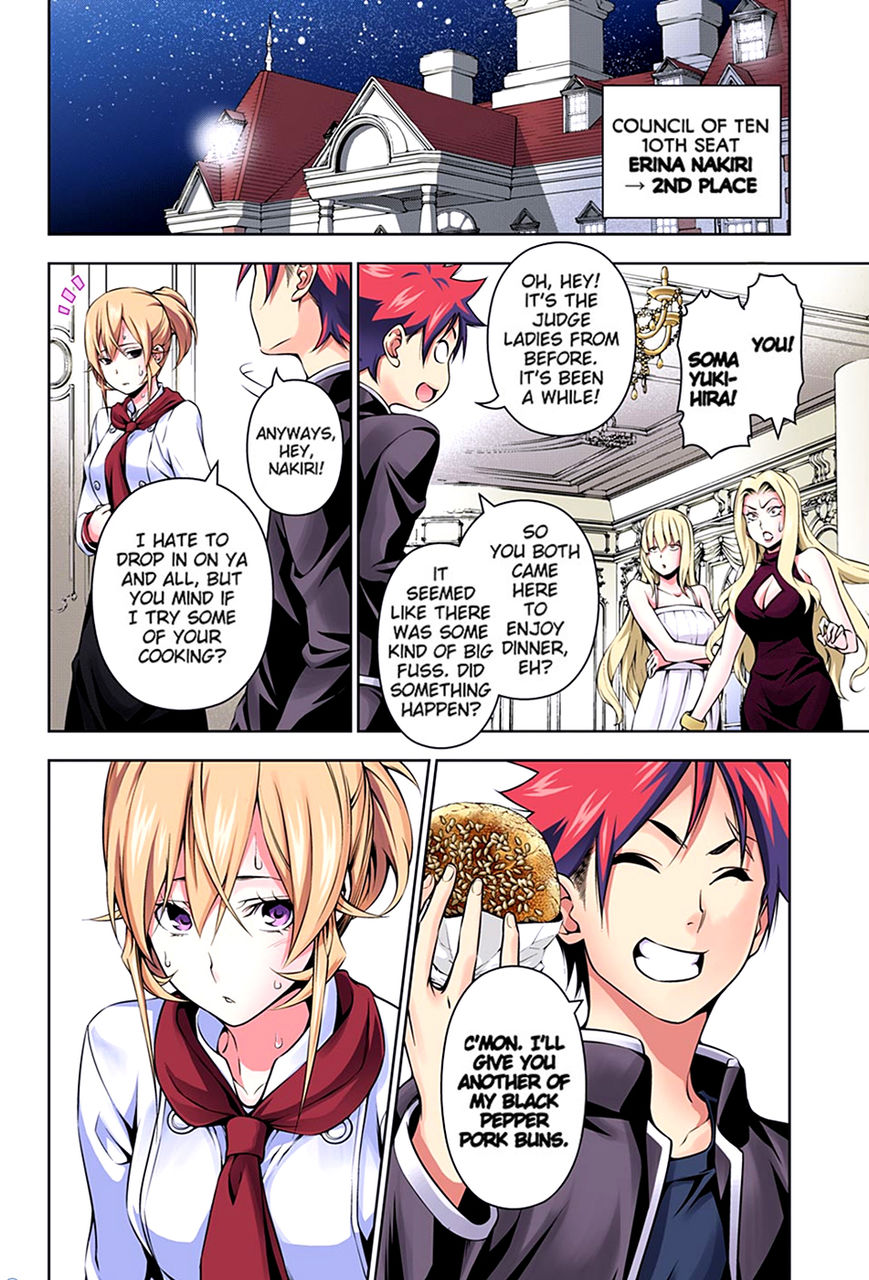 COUNCIL OF TEN
10TH SEAT
ERINA NAKIRI
→ 2ND PLACE
YOU!
SOMA
YUKI-
HIRA!
OH, HEY!
IT'S THE
JUDGE
LADIES FROM
BEFORE.
IT'S BEEN
A WHILE!
SO
YOU BOTH
CAME
HERE
TO
ENJOY
DINNER,
EH?
IT
SEEMED
LIKE THERE
WAS SOME
KIND OF BIG
FUSS. DID
SOMETHING
HAPPEN?
ANYWAYS,
HEY,
NAKIRI!
I HATE TO
DROP IN ON YA
AND ALL, BUT
YOU MIND IF
I TRY SOME
OF YOUR
COOKING?
C'MON. I'LL
GIVE YOU
ANOTHER OF
MY BLACK
PEPPER
PORK BUNS.